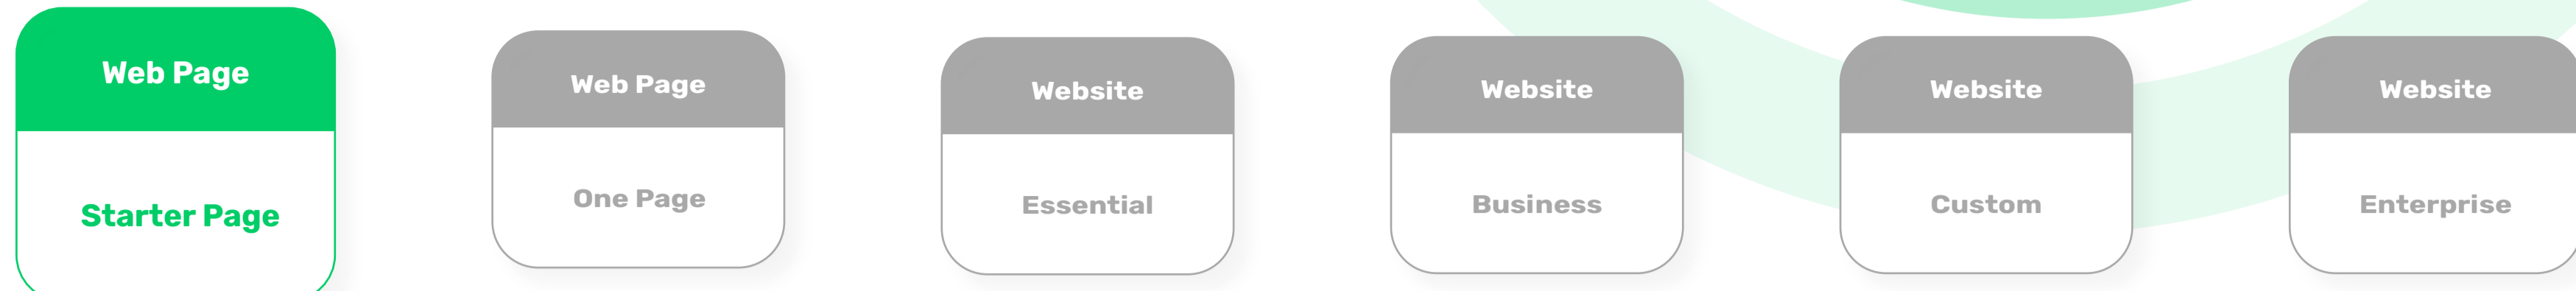 Web Page
Starter Page
Web Page
One Page
Website
Essential
Website
Business
Website
Custom
Website
Enterprise